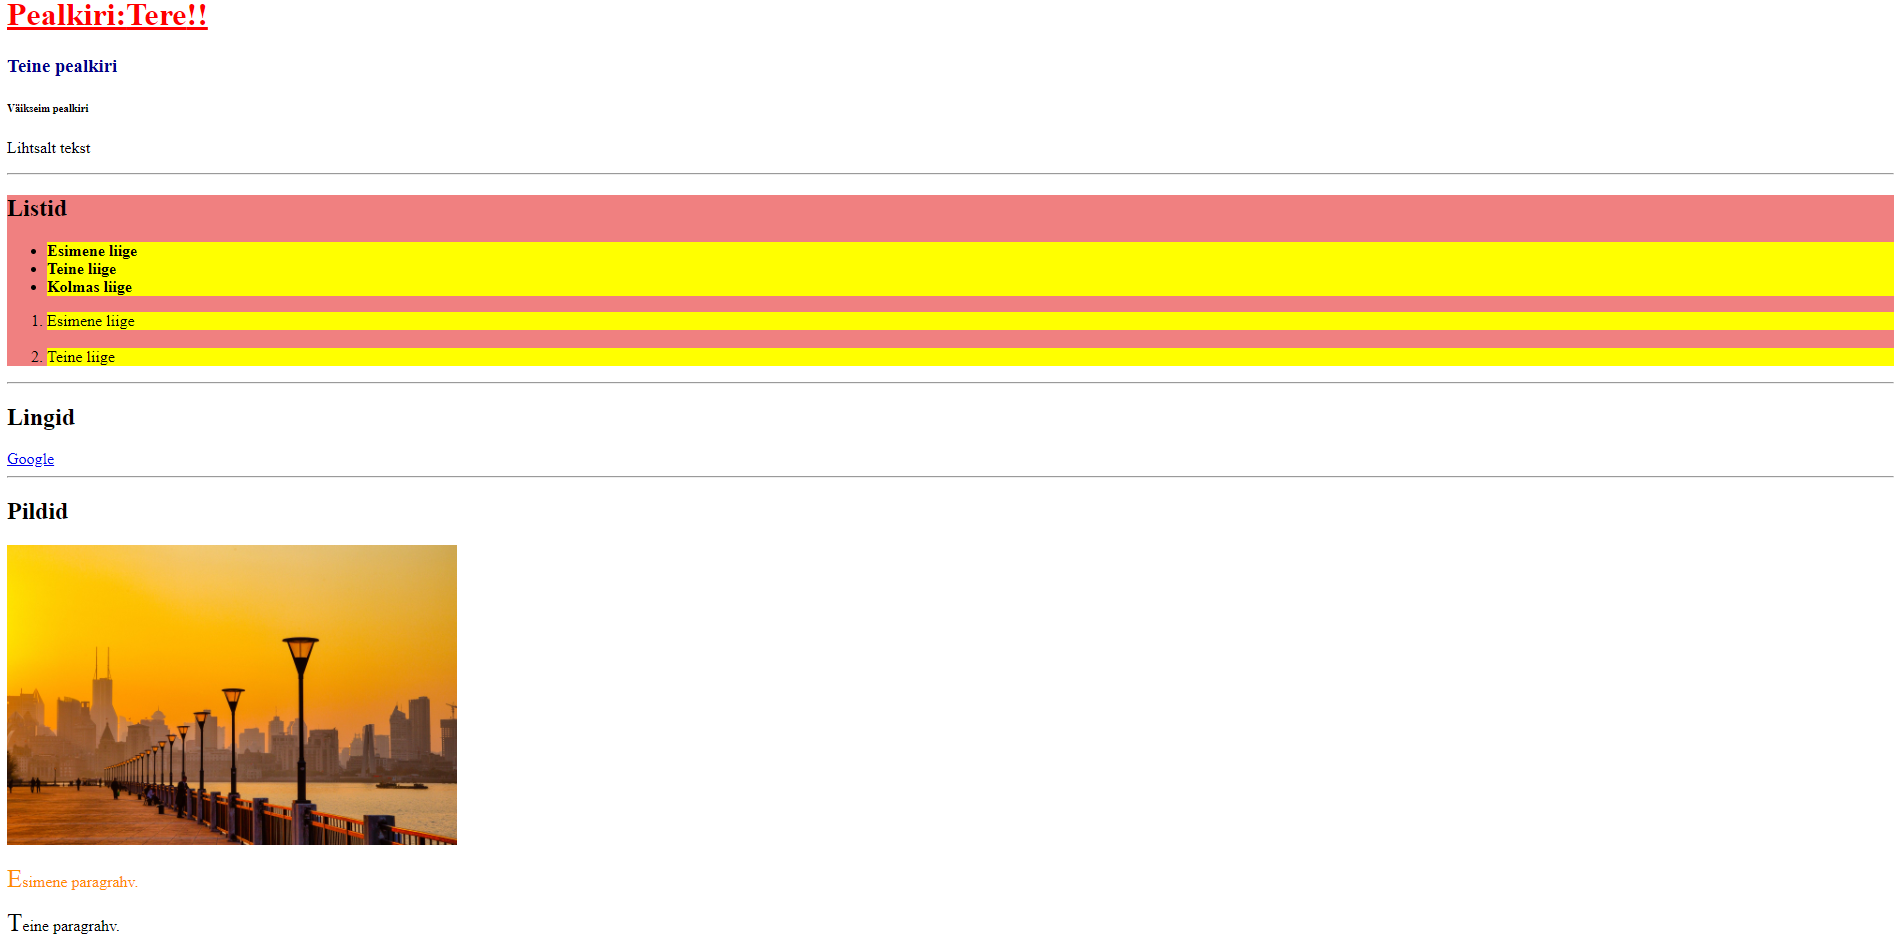 Pealkiri:Tere!!
Teine pealkiri
Väikseim pealkiri
Lihtsalt tekst
Listid
• Esimene liige
• Teine liige
• Kolmas liige
1. Esimene liige
2. Teine liige
Lingid
Google
Pildid
Esimene paragrahv.
Teine paragrahv.